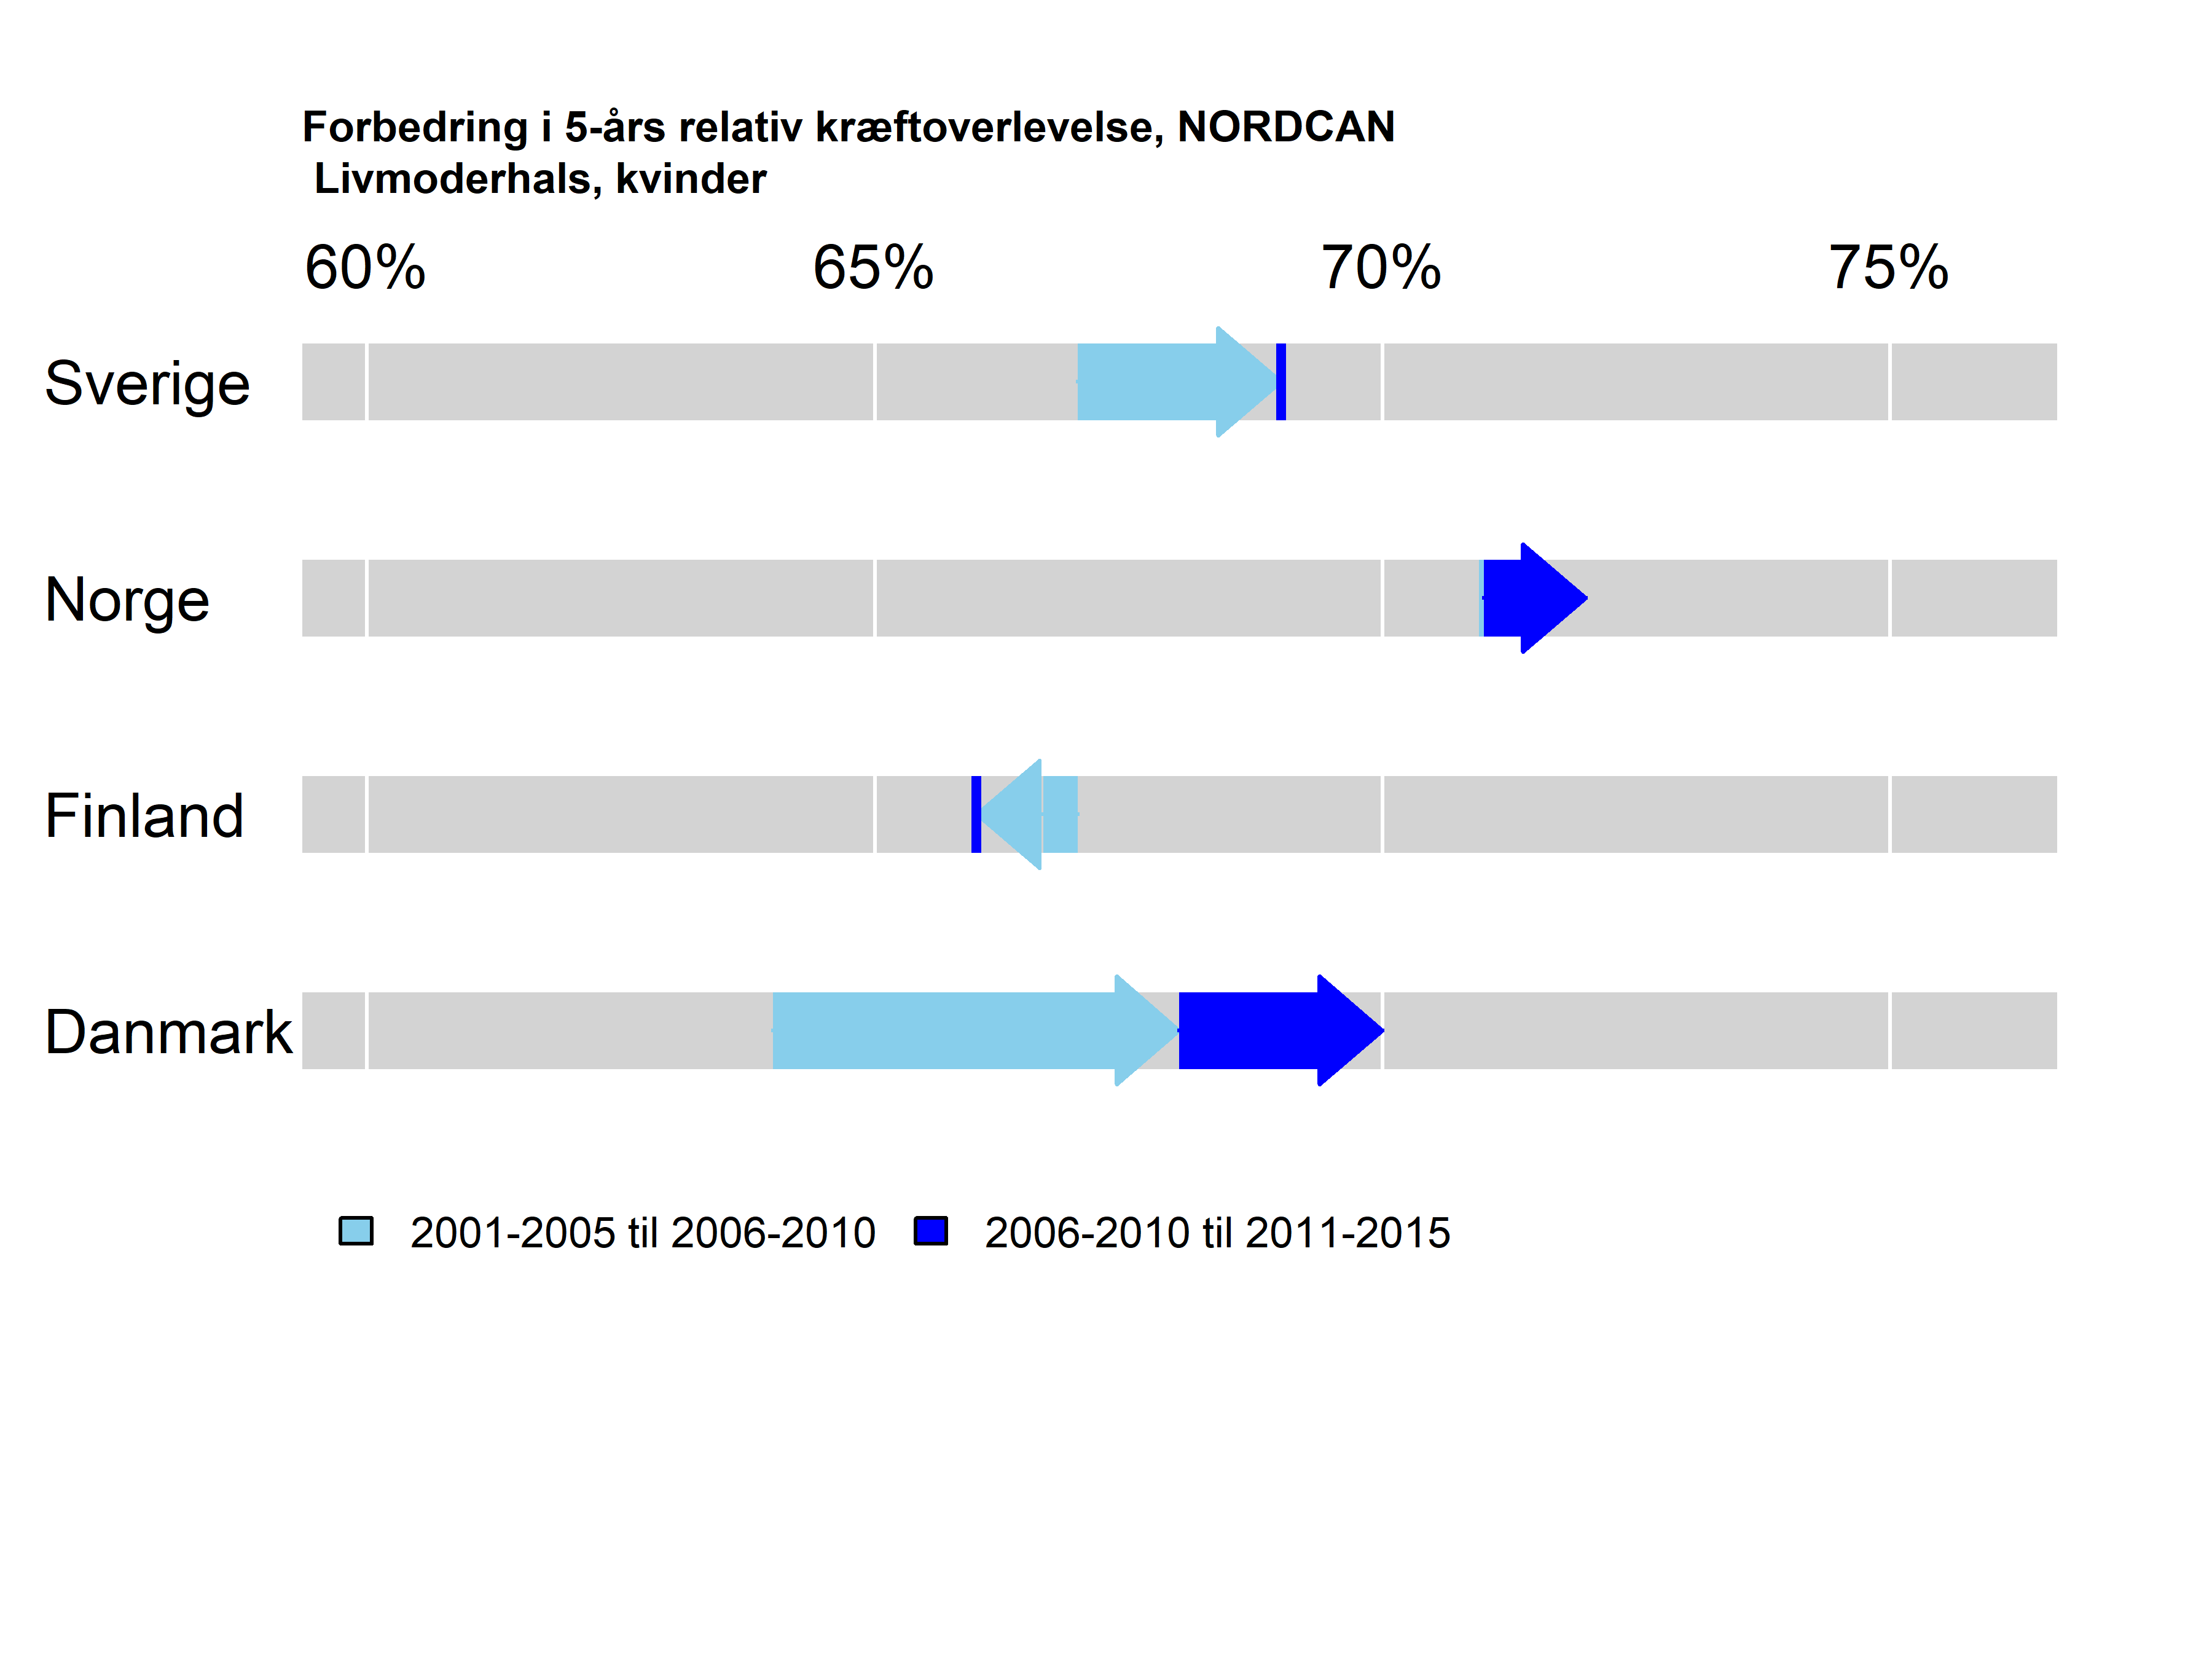 Forbedring i 5-års relativ kræftoverlevelse, NORDCAN
Livmoderhals, kvinder
60% 65% 70% 75%
Sverige
Norge
Finland
Danmark
2001-2005 til 2006-2010 2006-2010 til 2011-2015